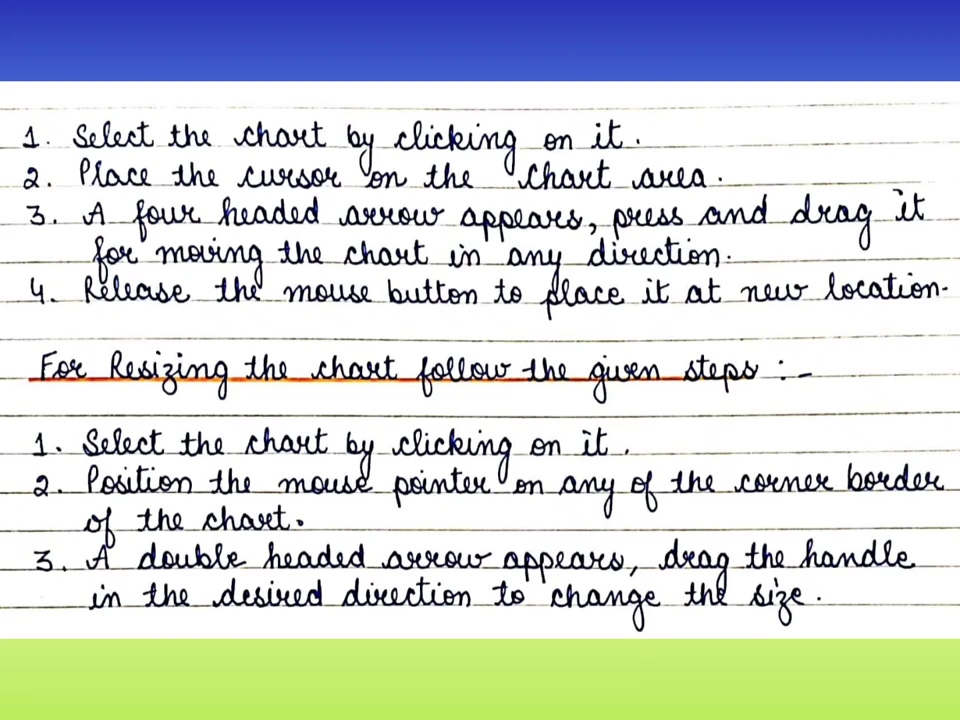 1. Select the chart by clicking on it.
2. Place the cursor on the chart area.
3. A four headed arrow appears, press and drag it
for moving the chart in any direction.
4. Release the mouse button to place it at new location.
For Resizing the chart follow the given steps :-
1. Select the chart by clicking on it.
2. Position the mouse pointer on any of the corner border
of the chart.
3. A double headed arrow appears, drag the handle
in the desired direction to change the size.